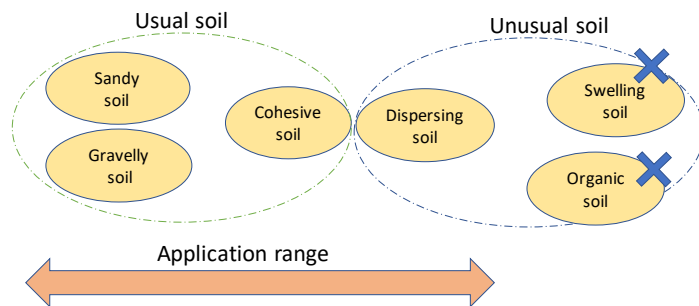 Usual soil
Unusual soil
Sandy
soil
Gravelly
soil
Cohesive
soil
Dispersing
soil
Swelling
soil
Organic
soil
Application range